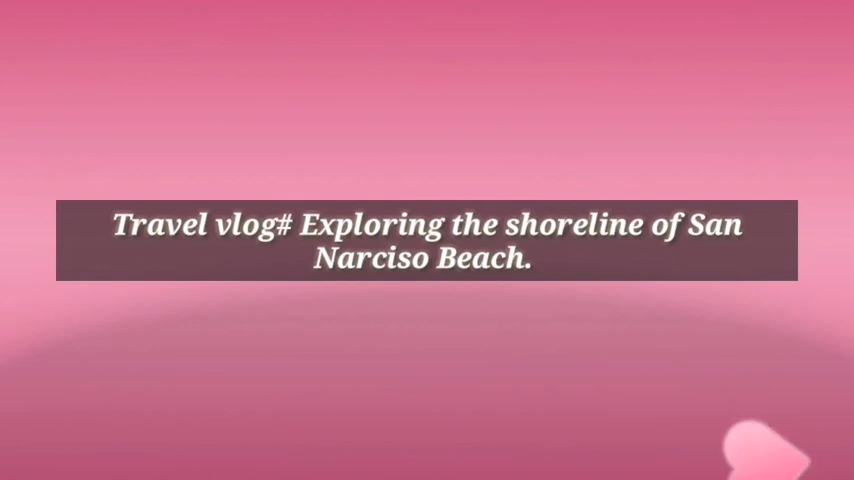 Travel vlog# Exploring the shoreline of San
Narciso Beach.